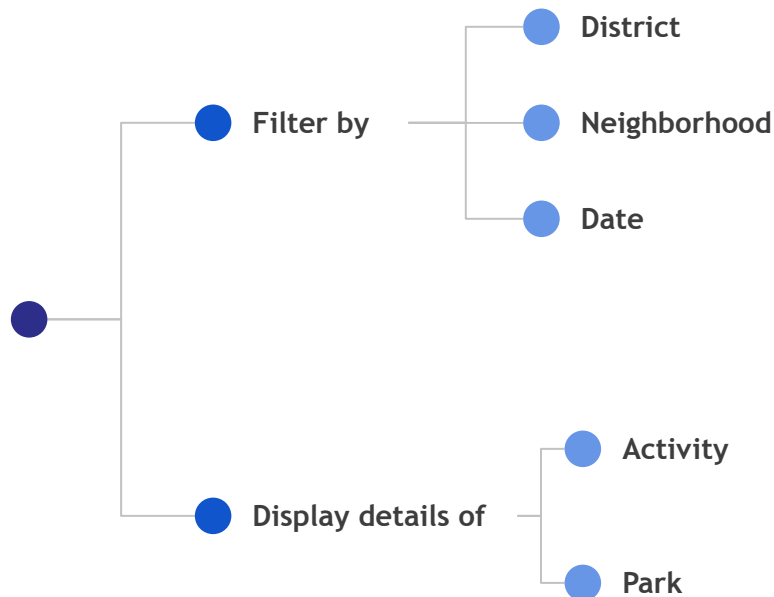 District
Filter by
Neighborhood
Date
Activity
Display details of
Park